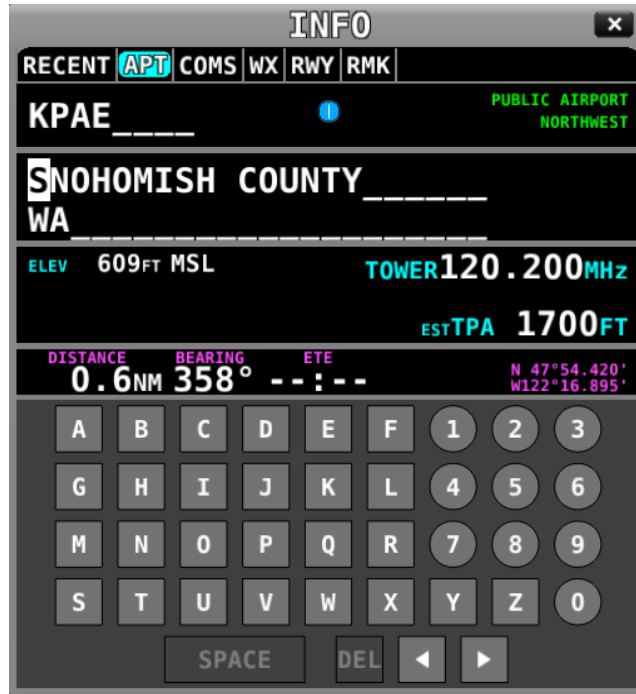 INFO
RECENT APT COMS WX RWY RMK
KPAE____ PUBLIC AIRPORT
NORTHWEST
SNOHOMISH COUNTY______
WA____________________
ELEV 609FT MSL TOWER120.200MHz
ESTTPA 1700FT
DISTANCE BEARING ETE
0.6NM 358° --:-- N 47°54.420'
W122°16.895'
A B C D E F 1 2 3
G H I J K L 4 5 6
M N O P Q R 7 8 9
S T U V W X Y Z 0
SPACE DEL